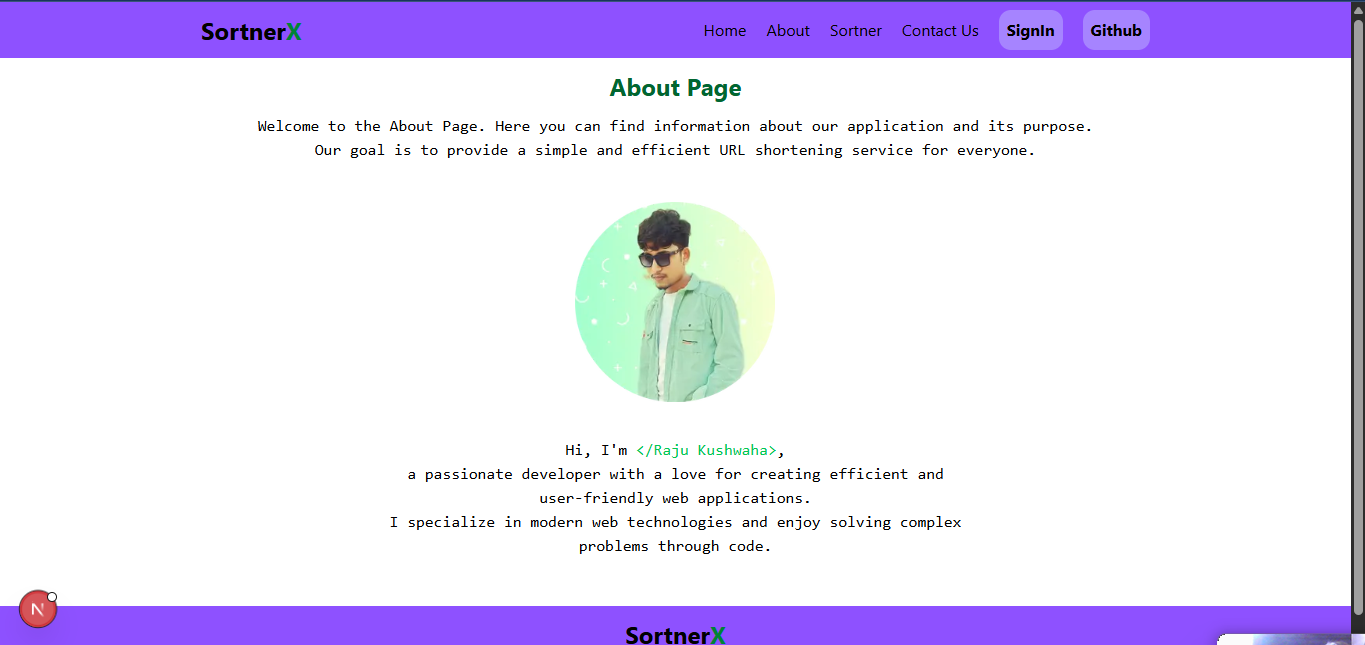 SortnerX
Home About Sortner Contact Us SignIn Github
About Page
Welcome to the About Page. Here you can find information about our application and its purpose.
Our goal is to provide a simple and efficient URL shortening service for everyone.
Hi, I'm </Raju Kushwaha>,
a passionate developer with a love for creating efficient and
user-friendly web applications.
I specialize in modern web technologies and enjoy solving complex
problems through code.
N
SortnerX